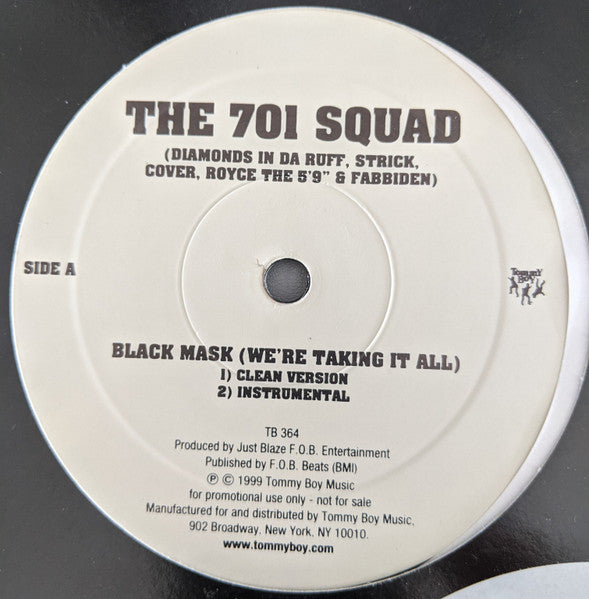 THE 701 SQUAD
(DIAMONDS IN DA RUFF, STRICK,
COVER, ROYCE THE 5'9" & FABBIDEN)
SIDE A
TOMMY
BOY
BLACK MASK (WE'RE TAKING IT ALL)
1) CLEAN VERSION
2) INSTRUMENTAL
TB 364
Produced by Just Blaze F.O.B. Entertainment
Published by F.O.B. Beats (BMI)
℗ © 1999 Tommy Boy Music
for promotional use only - not for sale
Manufactured for and distributed by Tommy Boy Music,
902 Broadway, New York, NY 10010.
www.tommyboy.com